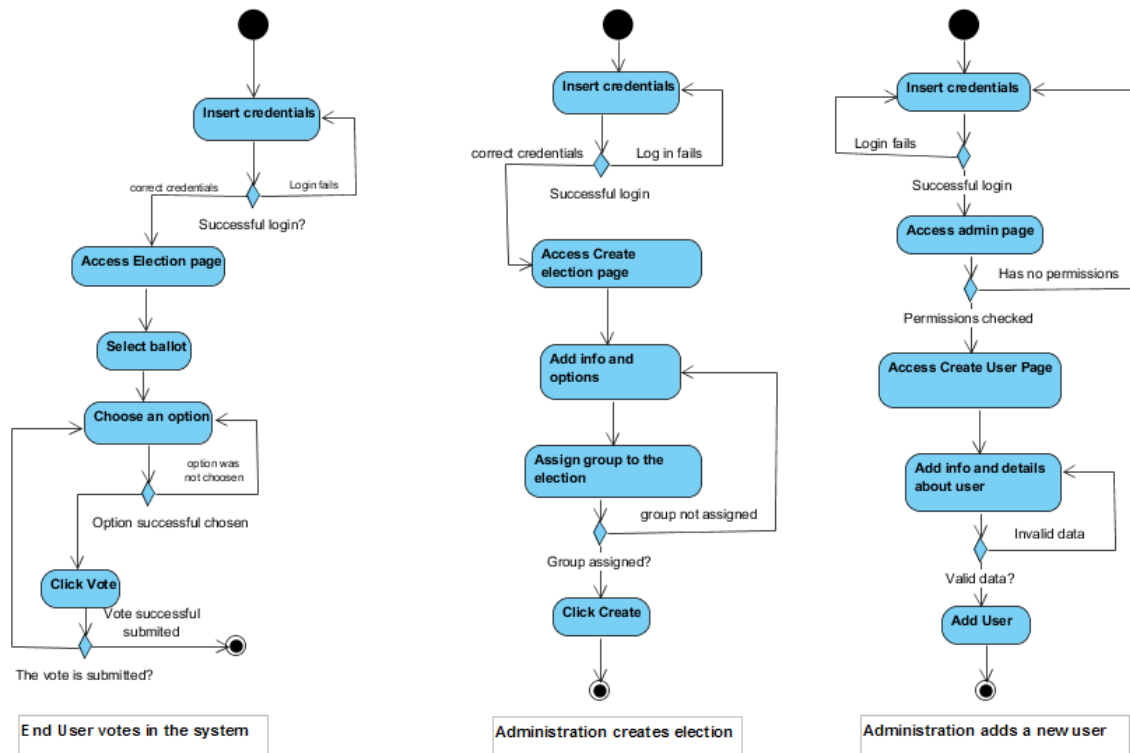 Insert credentials
correct credentials
Login fails
Successful login?
Access Election page
Select ballot
Choose an option
option was
not choosen
Option successful chosen
Click Vote
Vote successful
submited
The vote is submitted?
End User votes in the system
Insert credentials
correct credentials
Log in fails
Successful login
Access Create
election page
Add info and
options
Assign group to the
election
group not assigned
Group assigned?
Click Create
Administration creates election
Insert credentials
Login fails
Successful login
Access admin page
Has no permissions
Permissions checked
Access Create User Page
Add info and details
about user
Invalid data
Valid data?
Add User
Administration adds a new user